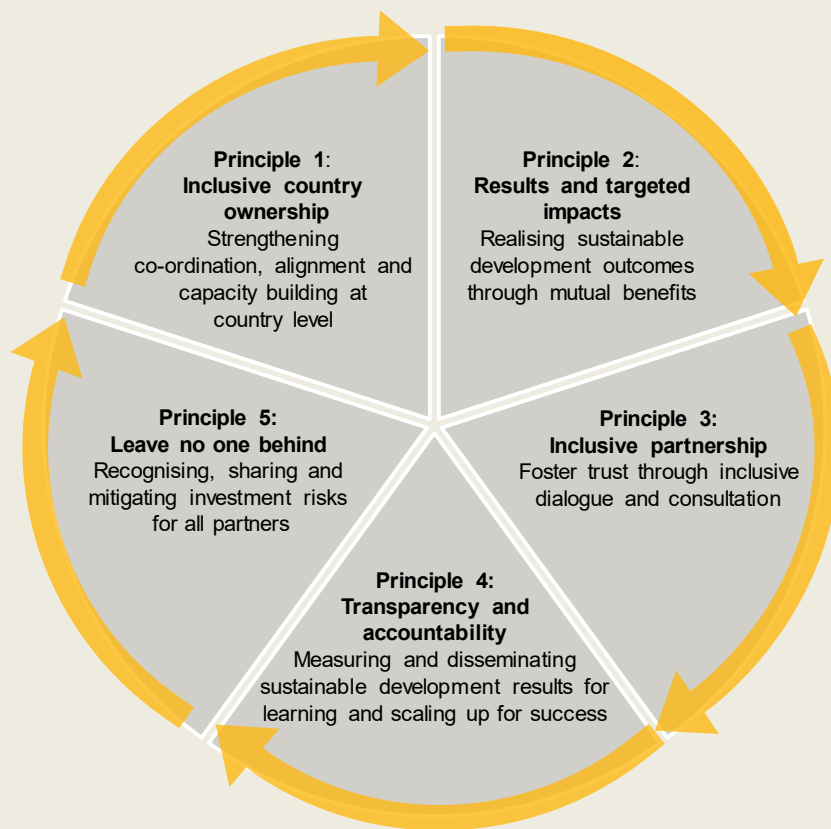 Principle 1:
Inclusive country
ownership
Strengthening
co-ordination, alignment and
capacity building at
country level
Principle 2:
Results and targeted
impacts
Realising sustainable
development outcomes
through mutual benefits
Principle 3:
Inclusive partnership
Foster trust through inclusive
dialogue and consultation
Principle 4:
Transparency and
accountability
Measuring and disseminating
sustainable development results for
learning and scaling up for success
Principle 5:
Leave no one behind
Recognising, sharing and
mitigating investment risks
for all partners